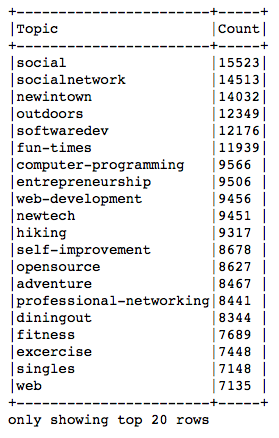 +-----------------------+-----+
|Topic                  |Count|
+-----------------------+-----+
|social                 |15523|
|socialnetwork          |14513|
|newintown              |14032|
|outdoors               |12349|
|softwaredev            |12176|
|fun-times              |11939|
|computer-programming   |9566 |
|entrepreneurship       |9506 |
|web-development        |9456 |
|newtech                |9451 |
|hiking                 |9317 |
|self-improvement       |8678 |
|opensource             |8627 |
|adventure              |8467 |
|professional-networking|8441 |
|diningout              |8344 |
|fitness                |7689 |
|excercise              |7448 |
|singles                |7148 |
|web                    |7135 |
+-----------------------+-----+
only showing top 20 rows